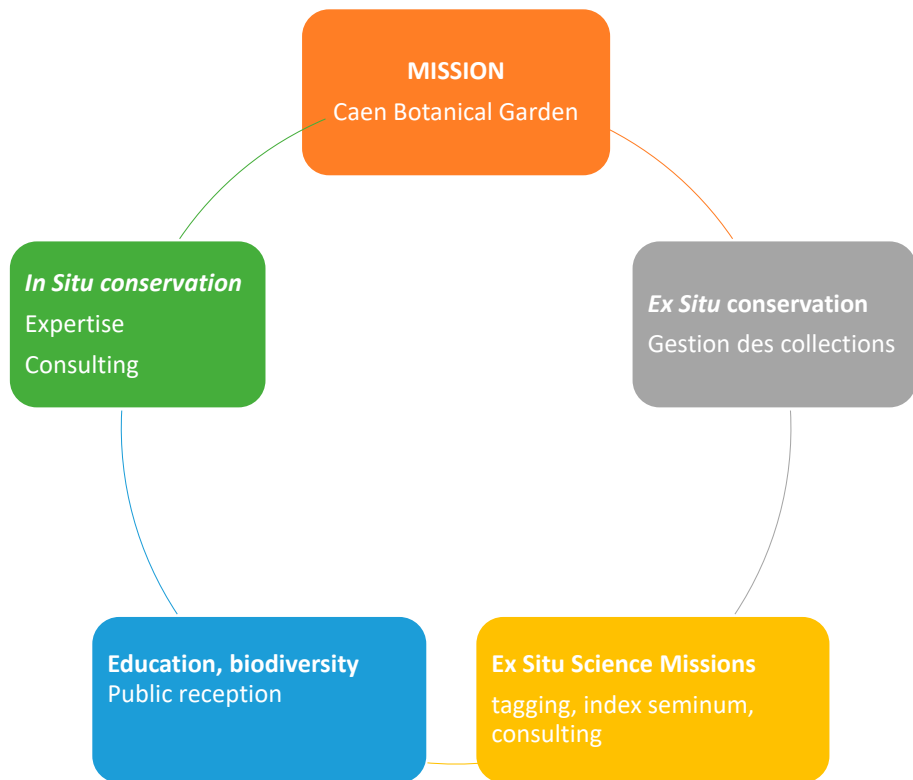 MISSION
Caen Botanical Garden
In Situ conservation
Expertise
Consulting
Ex Situ conservation
Gestion des collections
Education, biodiversity
Public reception
Ex Situ Science Missions
tagging, index seminum,
consulting